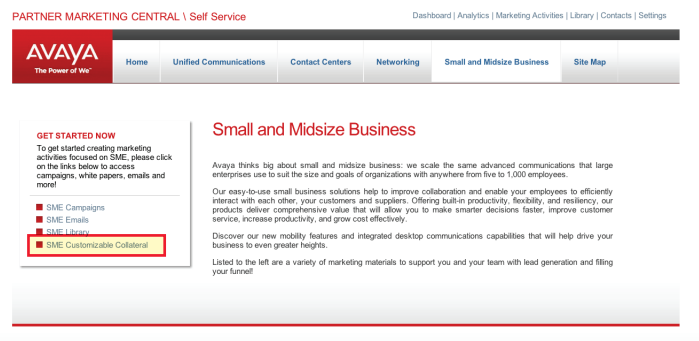 PARTNER MARKETING CENTRAL \ Self Service
Dashboard | Analytics | Marketing Activities | Library | Contacts | Settings
AVAYA
The Power of We™
Home
Unified Communications
Contact Centers
Networking
Small and Midsize Business
Site Map
GET STARTED NOW
To get started creating marketing
activities focused on SME, please click
on the links below to access
campaigns, white papers, emails and
more!
SME Campaigns
SME Emails
SME Library
SME Customizable Collateral
Small and Midsize Business
Avaya thinks big about small and midsize business: we scale the same advanced communications that large
enterprises use to suit the size and goals of organizations with anywhere from five to 1,000 employees.
Our easy-to-use small business solutions help to improve collaboration and enable your employees to efficiently
interact with each other, your customers and suppliers. Offering built-in productivity, flexibility, and resiliency, our
products deliver comprehensive value that will allow you to make smarter decisions faster, improve customer
service, increase productivity, and grow cost effectively.
Discover our new mobility features and integrated desktop communications capabilities that will help drive your
business to even greater heights.
Listed to the left are a variety of marketing materials to support you and your team with lead generation and filling
your funnel!